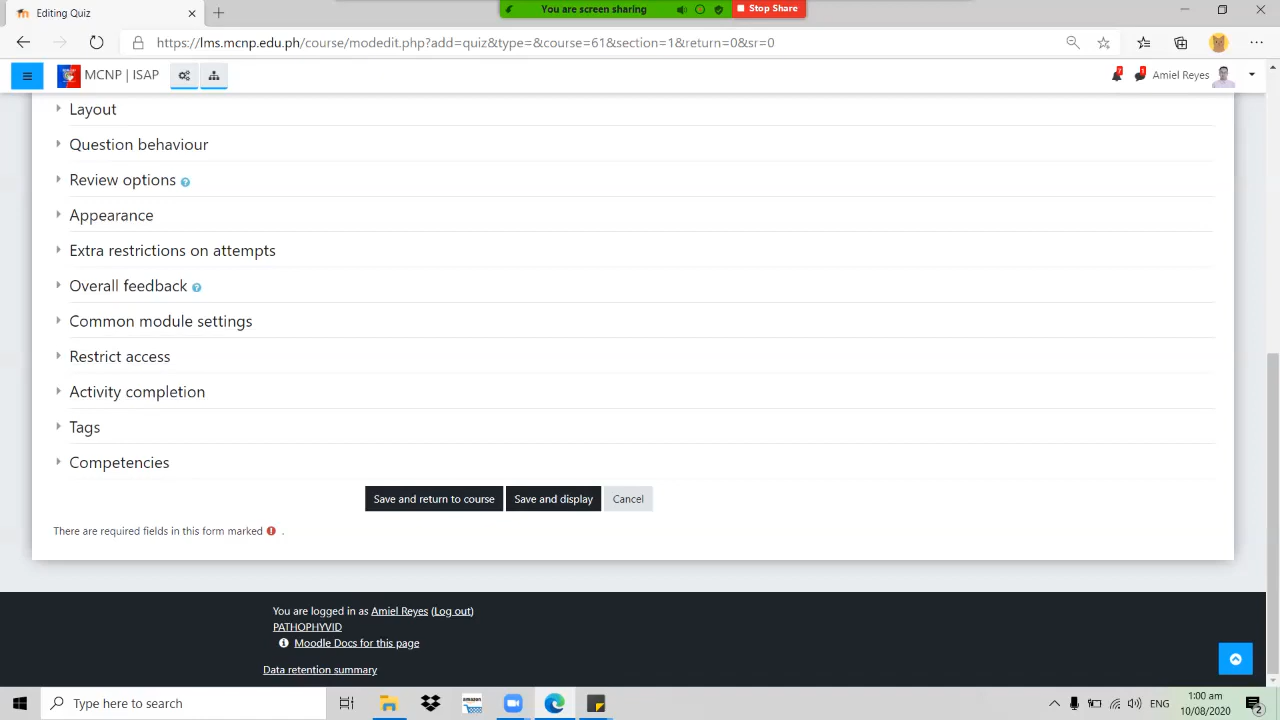 Editing Quiz
You are screen sharing
Stop Share
https://lms.mcnp.edu.ph/course/modedit.php?add=quiz&type=&course=61&section=1&return=0&sr=0
MCNP | ISAP
Amiel Reyes
Layout
Question behaviour
Review options
Appearance
Extra restrictions on attempts
Overall feedback
Common module settings
Restrict access
Activity completion
Tags
Competencies
Save and return to course
Save and display
Cancel
There are required fields in this form marked .
You are logged in as Amiel Reyes (Log out)
PATHOPHYVID
Moodle Docs for this page
Data retention summary
Type here to search
amazon
ENG
1:00 am
10/08/2020
2